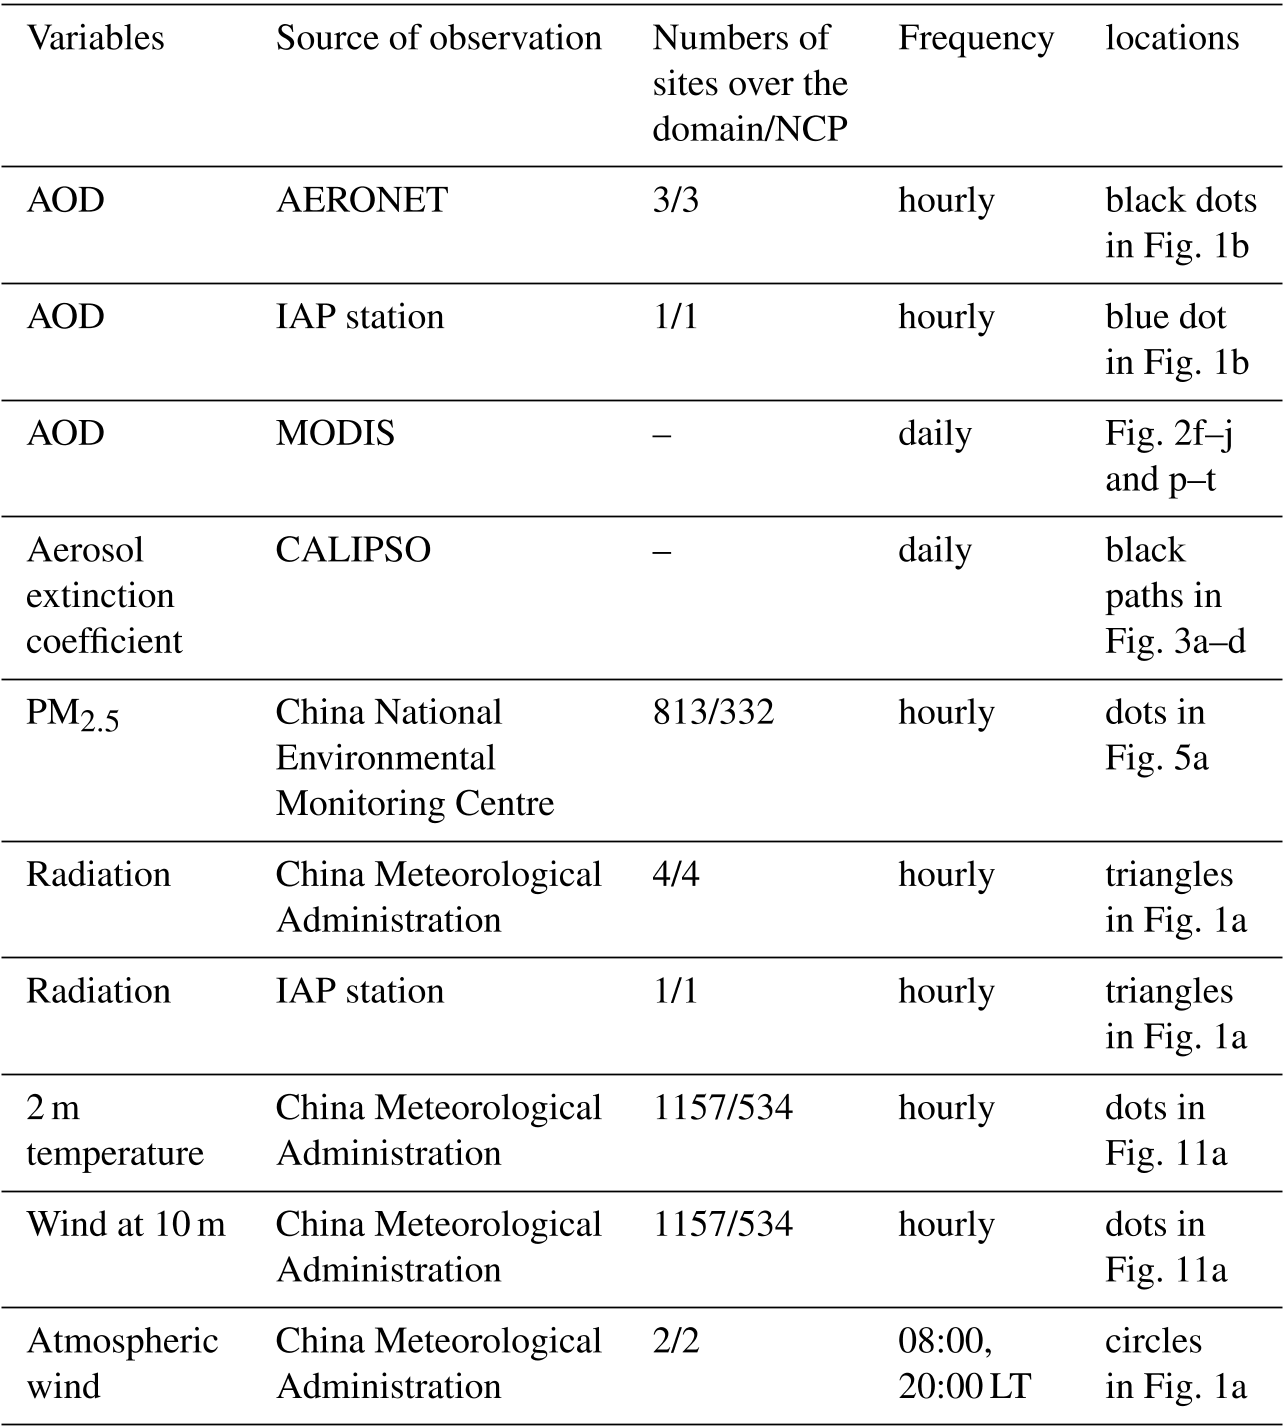 Variables Source of observation Numbers of Frequency locations
sites over the
domain/NCP
AOD AERONET 3/3 hourly black dots
in Fig. 1b
AOD IAP station 1/1 hourly blue dot
in Fig. 1b
AOD MODIS – daily Fig. 2f–j
and p–t
Aerosol CALIPSO – daily black
extinction paths in
coefficient Fig. 3a–d
PM2.5 China National 813/332 hourly dots in
Environmental Fig. 5a
Monitoring Centre
Radiation China Meteorological 4/4 hourly triangles
Administration in Fig. 1a
Radiation IAP station 1/1 hourly triangles
in Fig. 1a
2 m China Meteorological 1157/534 hourly dots in
temperature Administration Fig. 11a
Wind at 10 m China Meteorological 1157/534 hourly dots in
Administration Fig. 11a
Atmospheric China Meteorological 2/2 08:00, circles
wind Administration 20:00 LT in Fig. 1a